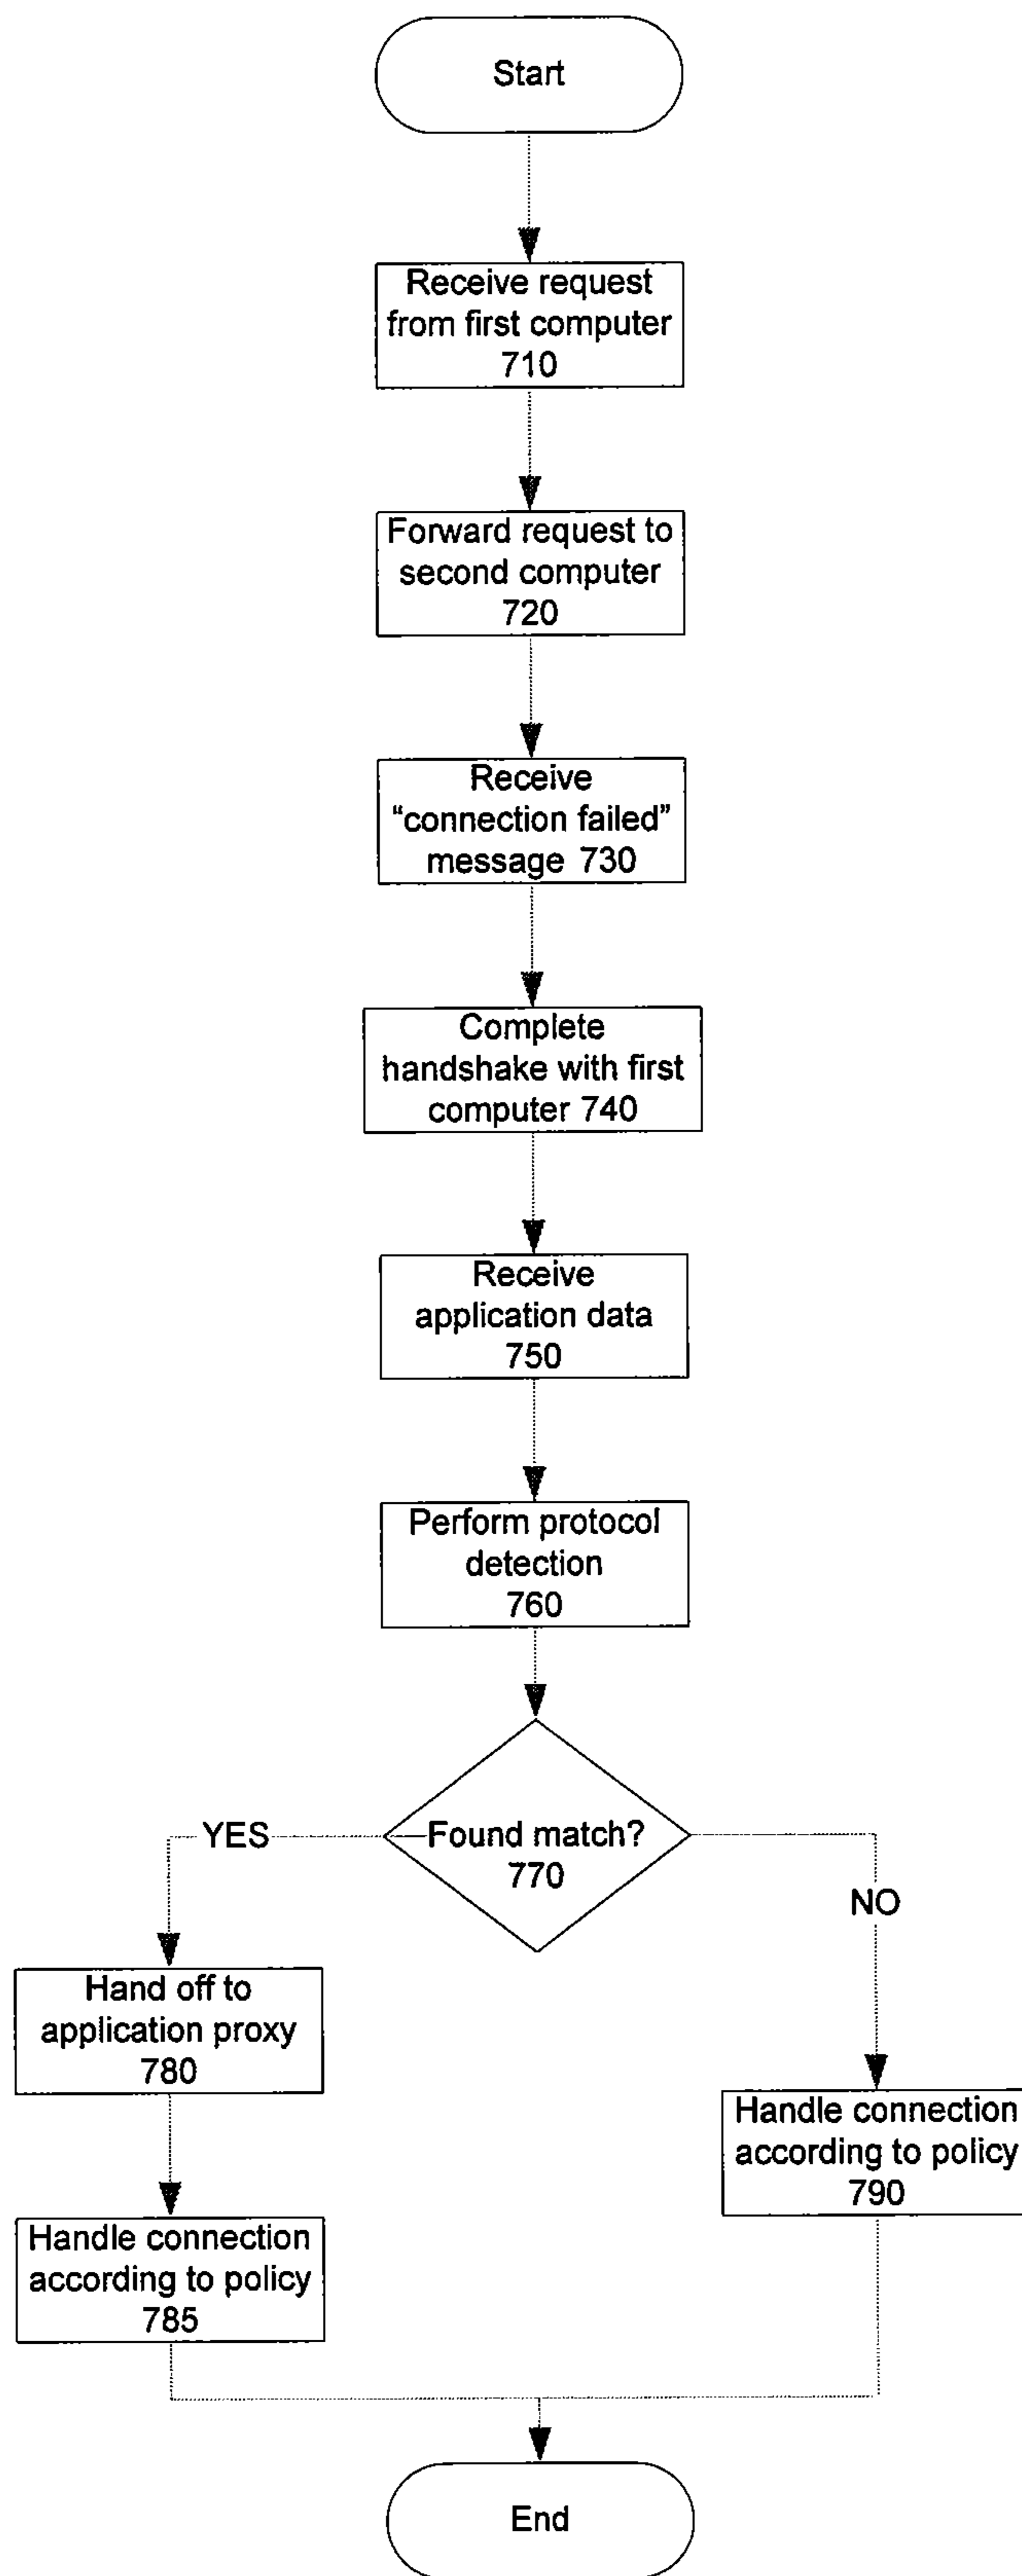 Start
Receive request
from first computer
710
Forward request to
second computer
720
Receive
“connection failed”
message 730
Complete
handshake with first
computer 740
Receive
application data
750
Perform protocol
detection
760
Found match?
770
YES
NO
Hand off to
application proxy
780
Handle connection
according to policy
790
Handle connection
according to policy
785
End